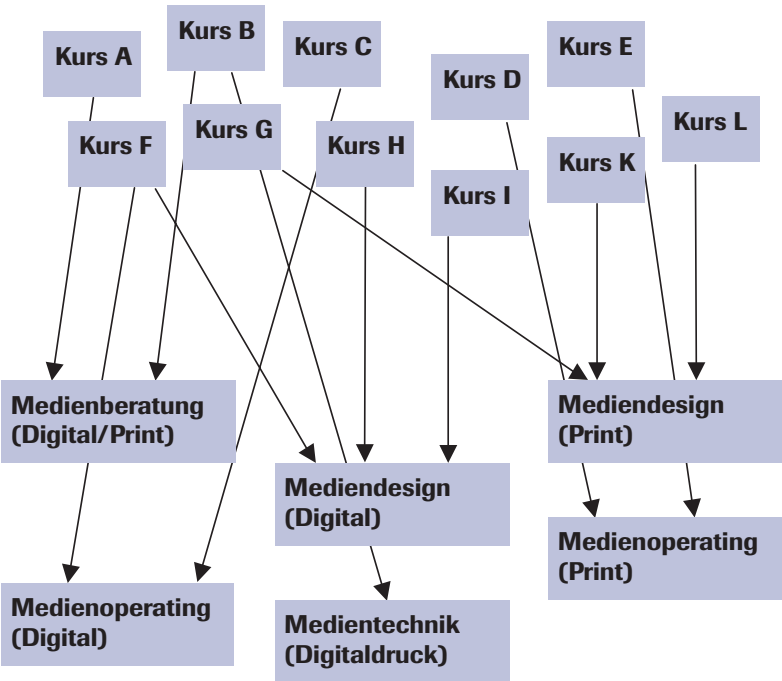 Kurs A
Kurs B
Kurs C
Kurs D
Kurs E
Kurs F
Kurs G
Kurs H
Kurs I
Kurs K
Kurs L
Medienberatung
(Digital/Print)
Mediendesign
(Print)
Mediendesign
(Digital)
Medienoperating
(Print)
Medienoperating
(Digital)
Medientechnik
(Digitaldruck)